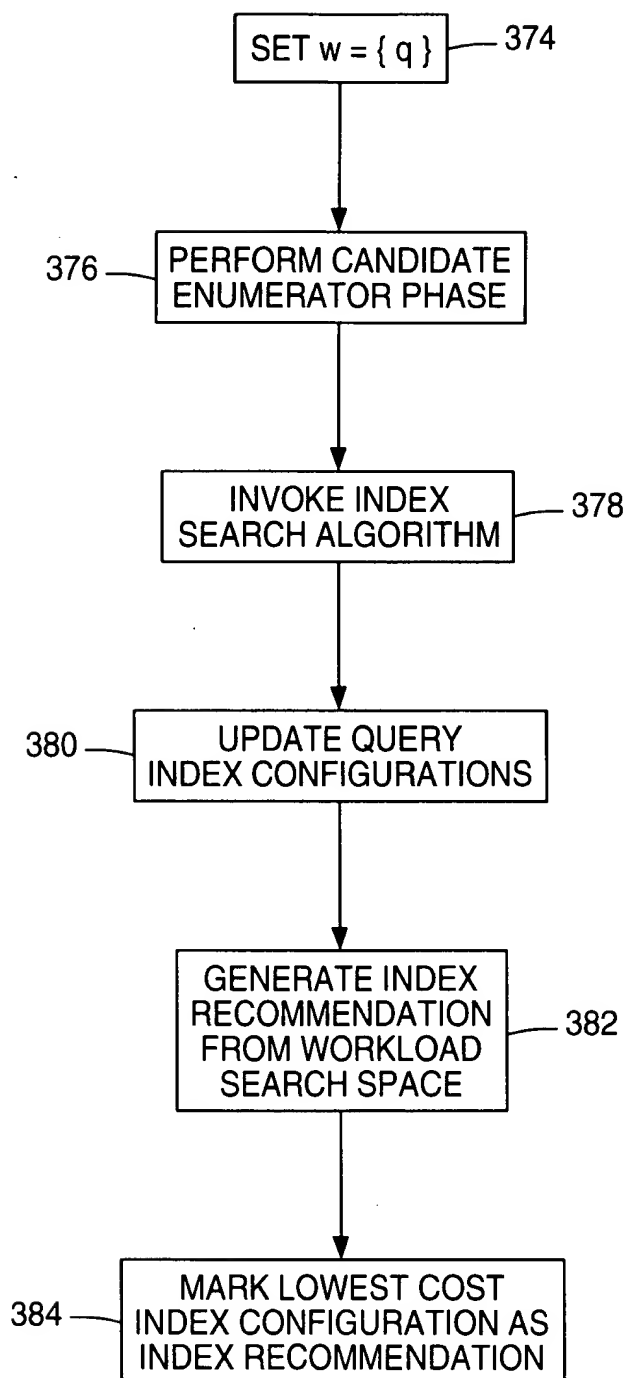 SET w = { q }
374
376
PERFORM CANDIDATE
ENUMERATOR PHASE
INVOKE INDEX
SEARCH ALGORITHM
378
380
UPDATE QUERY
INDEX CONFIGURATIONS
GENERATE INDEX
RECOMMENDATION
FROM WORKLOAD
SEARCH SPACE
382
384
MARK LOWEST COST
INDEX CONFIGURATION AS
INDEX RECOMMENDATION